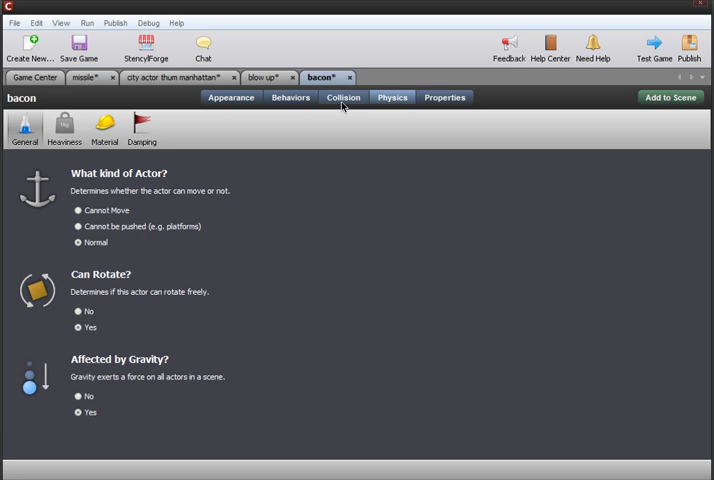 File Edit View Run Publish Debug Help
Create New... Save Game StencylForge Chat Feedback Help Center Need Help Test Game Publish
Game Center missile* × city actor thum manhattan* × blow up* × bacon* ×
bacon Appearance Behaviors Collision Physics Properties Add to Scene
General Heaviness Material Damping
What kind of Actor?
Determines whether the actor can move or not.
Cannot Move
Cannot be pushed (e.g. platforms)
Normal
Can Rotate?
Determines if this actor can rotate freely.
No
Yes
Affected by Gravity?
Gravity exerts a force on all actors in a scene.
No
Yes